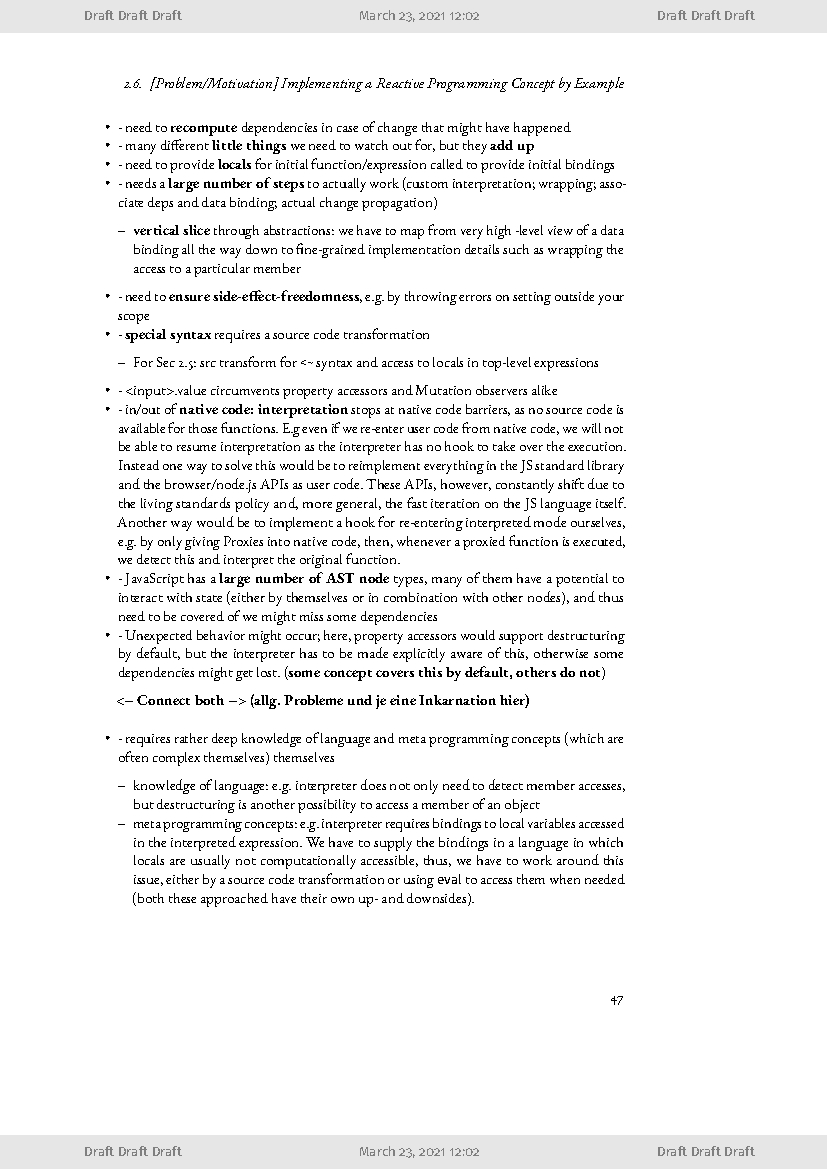 Draft Draft Draft March 23, 2021 12:02 Draft Draft Draft
2.6. [Problem/Motivation] Implementing a Reactive Programming Concept by Example
• - need to recompute dependencies in case of change that might have happened
• - many different little things we need to watch out for, but they add up
• - need to provide locals for initial function/expression called to provide initial bindings
• - needs a large number of steps to actually work (custom interpretation; wrapping; asso-
ciate deps and data binding; actual change propagation)
– vertical slice through abstractions: we have to map from very high -level view of a data
binding all the way down to fine-grained implementation details such as wrapping the
access to a particular member
• - need to ensure side-effect-freedomness, e.g. by throwing errors on setting outside your
scope
• - special syntax requires a source code transformation
– For Sec 2.5: src transform for <~ syntax and access to locals in top-level expressions
• - <input>.value circumvents property accessors and Mutation observers alike
• - in/out of native code: interpretation stops at native code barriers, as no source code is
available for those functions. E.g even if we re-enter user code from native code, we will not
be able to resume interpretation as the interpreter has no hook to take over the execution.
Instead one way to solve this would be to reimplement everything in the JS standard library
and the browser/node.js APIs as user code. These APIs, however, constantly shift due to
the living standards policy and, more general, the fast iteration on the JS language itself.
Another way would be to implement a hook for re-entering interpreted mode ourselves,
e.g. by only giving Proxies into native code, then, whenever a proxied function is executed,
we detect this and interpret the original function.
• - JavaScript has a large number of AST node types, many of them have a potential to
interact with state (either by themselves or in combination with other nodes), and thus
need to be covered of we might miss some dependencies
• - Unexpected behavior might occur; here, property accessors would support destructuring
by default, but the interpreter has to be made explicitly aware of this, otherwise some
dependencies might get lost. (some concept covers this by default, others do not)
<– Connect both –> (allg. Probleme und je eine Inkarnation hier)
• - requires rather deep knowledge of language and meta programming concepts (which are
often complex themselves) themselves
– knowledge of language: e.g. interpreter does not only need to detect member accesses,
but destructuring is another possibility to access a member of an object
– meta programming concepts: e.g. interpreter requires bindings to local variables accessed
in the interpreted expression. We have to supply the bindings in a language in which
locals are usually not computationally accessible, thus, we have to work around this
issue, either by a source code transformation or using eval to access them when needed
(both these approached have their own up- and downsides).
47
Draft Draft Draft March 23, 2021 12:02 Draft Draft Draft